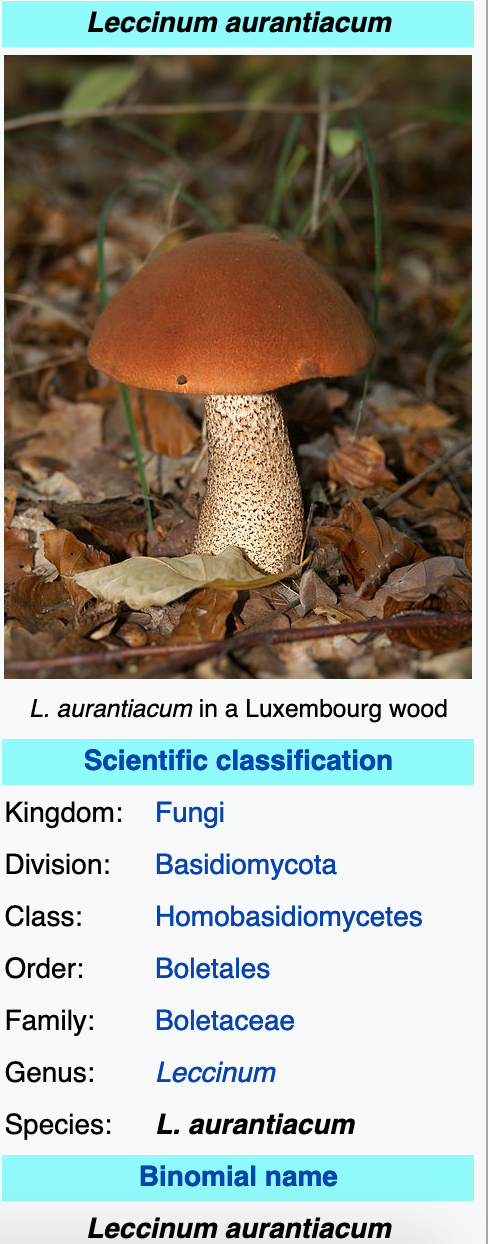 Leccinum aurantiacum
L. aurantiacum in a Luxembourg wood
Scientific classification
Kingdom: Fungi
Division: Basidiomycota
Class: Homobasidiomycetes
Order: Boletales
Family: Boletaceae
Genus: Leccinum
Species: L. aurantiacum
Binomial name
Leccinum aurantiacum